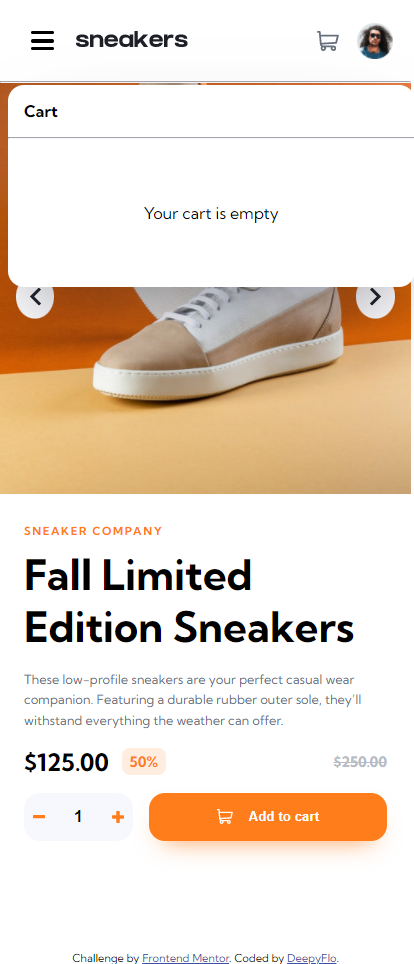 sneakers
Cart
Your cart is empty
SNEAKER COMPANY
Fall Limited
Edition Sneakers
These low-profile sneakers are your perfect casual wear
companion. Featuring a durable rubber outer sole, they'll
withstand everything the weather can offer.
$125.00 50% $250.00
1 Add to cart
Challenge by Frontend Mentor. Coded by DeepyFlo.